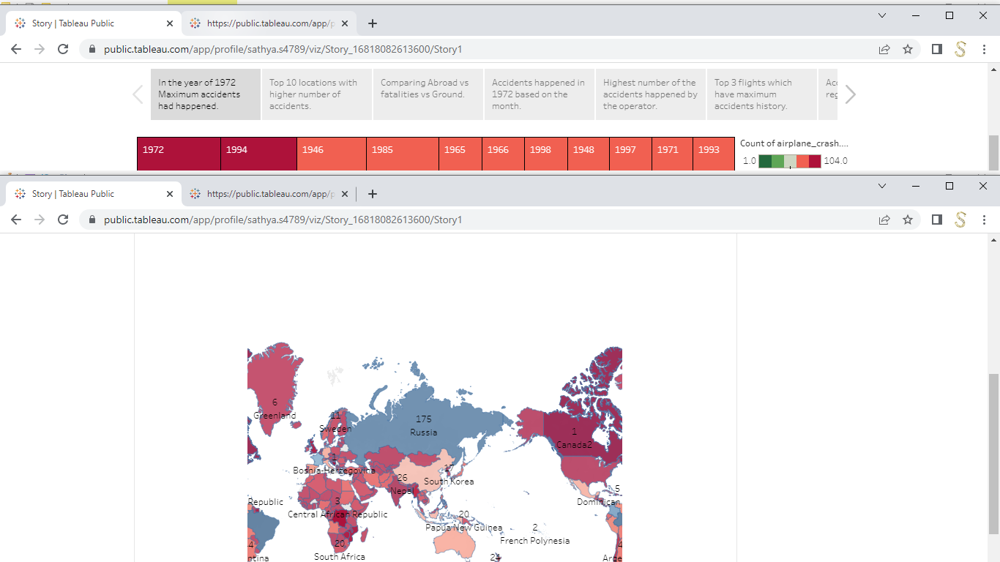 Story | Tableau Public
https://public.tableau.com/app/p
public.tableau.com/app/profile/sathya.s4789/viz/Story_16818082613600/Story1
In the year of 1972
Maximum accidents
had happened.
Top 10 locations with
higher number of
accidents.
Comparing Abroad vs
fatalities vs Ground.
Accidents happened in
1972 based on the
month.
Highest number of the
accidents happened by
the operator.
Top 3 flights which
have maximum
accidents history.
Acc
reg
1972 1994 1946 1985 1965 1966 1998 1948 1997 1971 1993
Count of airplane_crash....
1.0 104.0
Story | Tableau Public
https://public.tableau.com/app/p
public.tableau.com/app/profile/sathya.s4789/viz/Story_16818082613600/Story1
6
Greenland
11
Sweden
175
Russia
1
Canada2
1
Bosnia-Herzegovina
17
South Korea
26
Nepal
5
Dominican
Republic
3
Central African Republic
20
Papua New Guinea
2
French Polynesia
4
ntina
20
South Africa
24
4
Arge